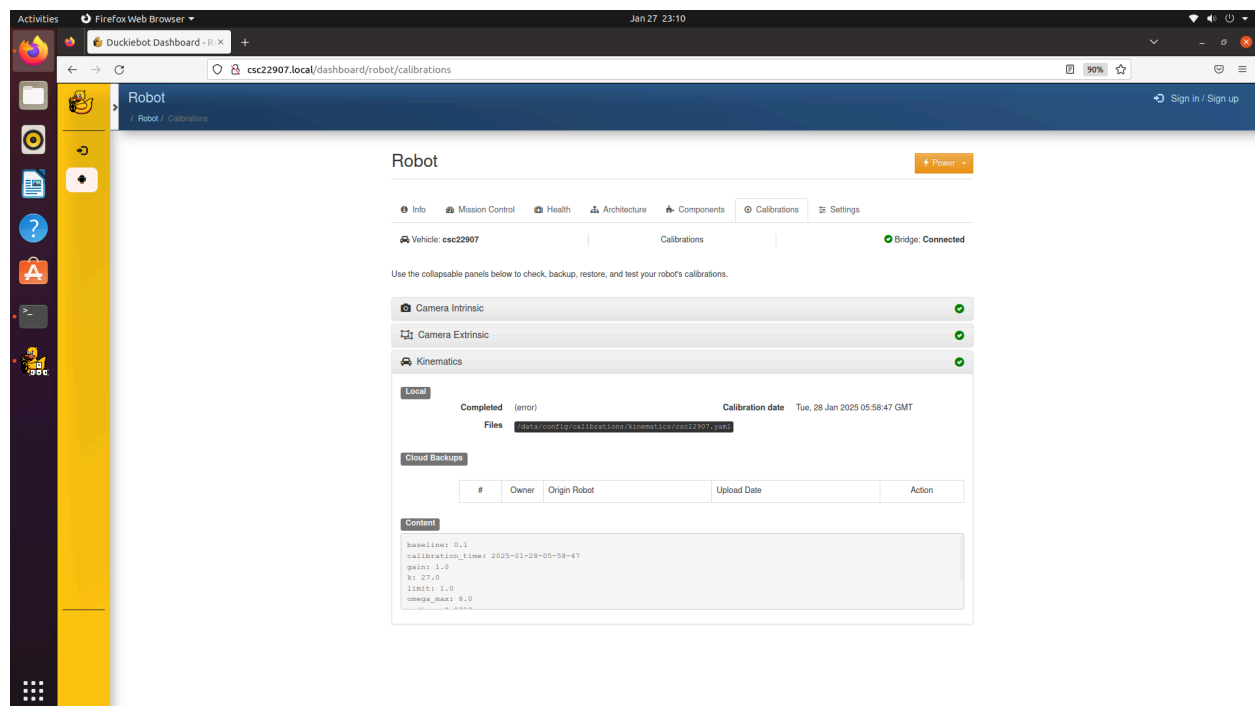 Activities
Firefox Web Browser
Jan 27 23:10
Duckiebot Dashboard - R
csc22907.local/dashboard/robot/calibrations
90%
Robot
/ Robot / Calibrations
Sign in / Sign up
Robot
Power
Info
Mission Control
Health
Architecture
Components
Calibrations
Settings
Vehicle: csc22907
Calibrations
Bridge: Connected
Use the collapsable panels below to check, backup, restore, and test your robot's calibrations.
Camera Intrinsic
Camera Extrinsic
Kinematics
Local
Completed (error)
Calibration date Tue, 28 Jan 2025 05:58:47 GMT
Files /data/config/calibrations/kinematics/csc22907.yaml
Cloud Backups
# Owner Origin Robot Upload Date Action
Content
baseline: 0.1
calibration_time: 2025-01-28-05-58-47
gain: 1.0
k: 27.0
limit: 1.0
omega_max: 8.0